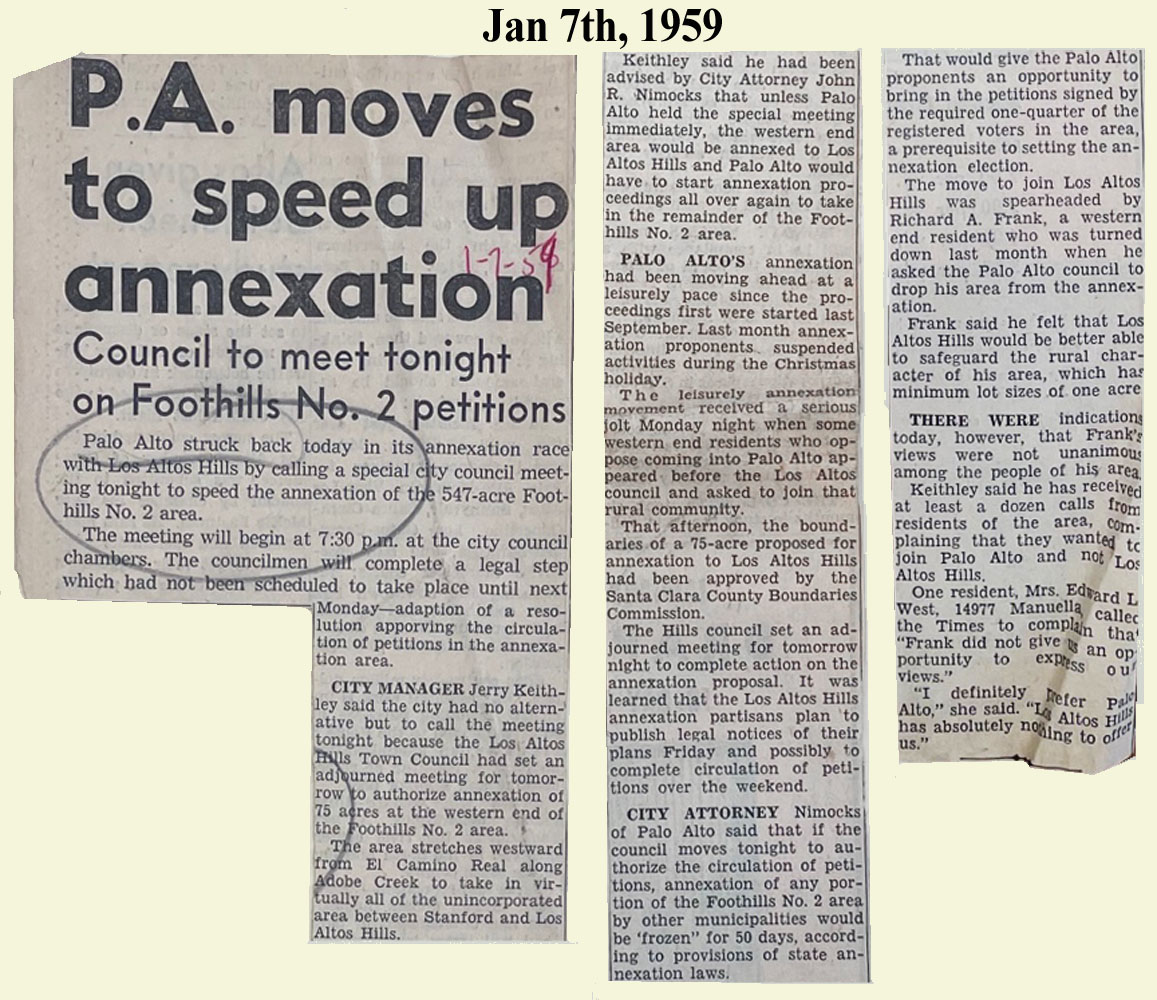 Jan 7th, 1959
P.A. moves
to speed up
annexation
1-7-59
Council to meet tonight
on Foothills No. 2 petitions
Palo Alto struck back today in its annexation race
with Los Altos Hills by calling a special city council meet-
ing tonight to speed the annexation of the 547-acre Foot-
hills No. 2 area.
The meeting will begin at 7:30 p.m. at the city council
chambers. The councilmen will complete a legal step
which had not been scheduled to take place until next
Monday—adaption of a reso-
lution apporving the circula-
tion of petitions in the annexa-
tion area.
CITY MANAGER Jerry Keith-
ley said the city had no altern-
ative but to call the meeting
tonight because the Los Altos
Hills Town Council had set an
adjourned meeting for tomor-
row to authorize annexation of
75 acres at the western end of
the Foothills No. 2 area.
The area stretches westward
from El Camino Real along
Adobe Creek to take in vir-
tually all of the unincorporated
area between Stanford and Los
Altos Hills.
Keithley said he had been
advised by City Attorney John
R. Nimocks that unless Palo
Alto held the special meeting
immediately, the western end
area would be annexed to Los
Altos Hills and Palo Alto would
have to start annexation pro-
ceedings all over again to take
in the remainder of the Foot-
hills No. 2 area.
PALO ALTO'S annexation
had been moving ahead at a
leisurely pace since the pro-
ceedings first were started last
September. Last month annex-
ation proponents suspended
activities during the Christmas
holiday.
The leisurely annexation
movement received a serious
jolt Monday night when some
western end residents who op-
pose coming into Palo Alto ap-
peared before the Los Altos
council and asked to join that
rural community.
That afternoon, the bound-
aries of a 75-acre proposed for
annexation to Los Altos Hills
had been approved by the
Santa Clara County Boundaries
Commission.
The Hills council set an ad-
journed meeting for tomorrow
night to complete action on the
annexation proposal. It was
learned that the Los Altos Hills
annexation partisans plan to
publish legal notices of their
plans Friday and possibly to
complete circulation of peti-
tions over the weekend.
CITY ATTORNEY Nimocks
of Palo Alto said that if the
council moves tonight to au-
thorize the circulation of peti-
tions, annexation of any por-
tion of the Foothills No. 2 area
by other municipalities would
be 'frozen" for 50 days, accord-
ing to provisions of state an-
nexation laws.
That would give the Palo Alto
proponents an opportunity to
bring in the petitions signed by
the required one-quarter of the
registered voters in the area,
a prerequisite to setting the an-
nexation election.
The move to join Los Altos
Hills was spearheaded by
Richard A. Frank, a western
end resident who was turned
down last month when he
asked the Palo Alto council to
drop his area from the annex-
ation.
Frank said he felt that Los
Altos Hills would be better able
to safeguard the rural char-
acter of his area, which has
minimum lot sizes of one acre
THERE WERE indications
today, however, that Frank's
views were not unanimous
among the people of his area.
Keithley said he has received
at least a dozen calls from
residents of the area, com-
plaining that they wanted to
join Palo Alto and not Los
Altos Hills.
One resident, Mrs. Edward L
West, 14977 Manuella called
the Times to complain that
"Frank did not give us an op-
portunity to express our
views."
"I definitely prefer Palo
Alto," she said. "Los Altos Hills
has absolutely nothing to offer
us."